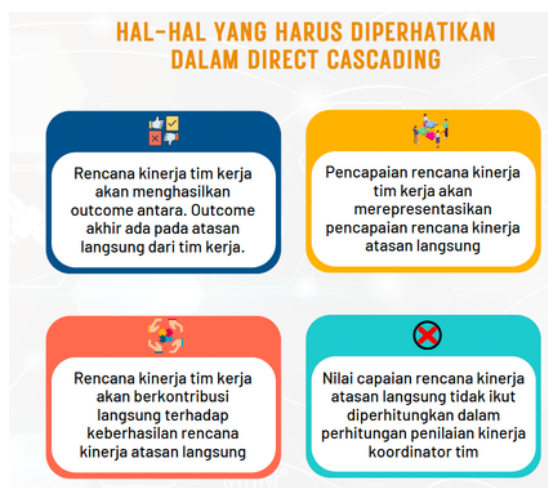 HAL-HAL YANG HARUS DIPERHATIKAN
DALAM DIRECT CASCADING
Rencana kinerja tim kerja
akan menghasilkan
outcome antara. Outcome
akhir ada pada atasan
langsung dari tim kerja.
Pencapaian rencana kinerja
tim kerja akan
merepresentasikan
pencapaian rencana kinerja
atasan langsung
Rencana kinerja tim kerja
akan berkontribusi
langsung terhadap
keberhasilan rencana
kinerja atasan langsung
Nilai capaian rencana kinerja
atasan langsung tidak ikut
diperhitungkan dalam
perhitungan penilaian kinerja
koordinator tim